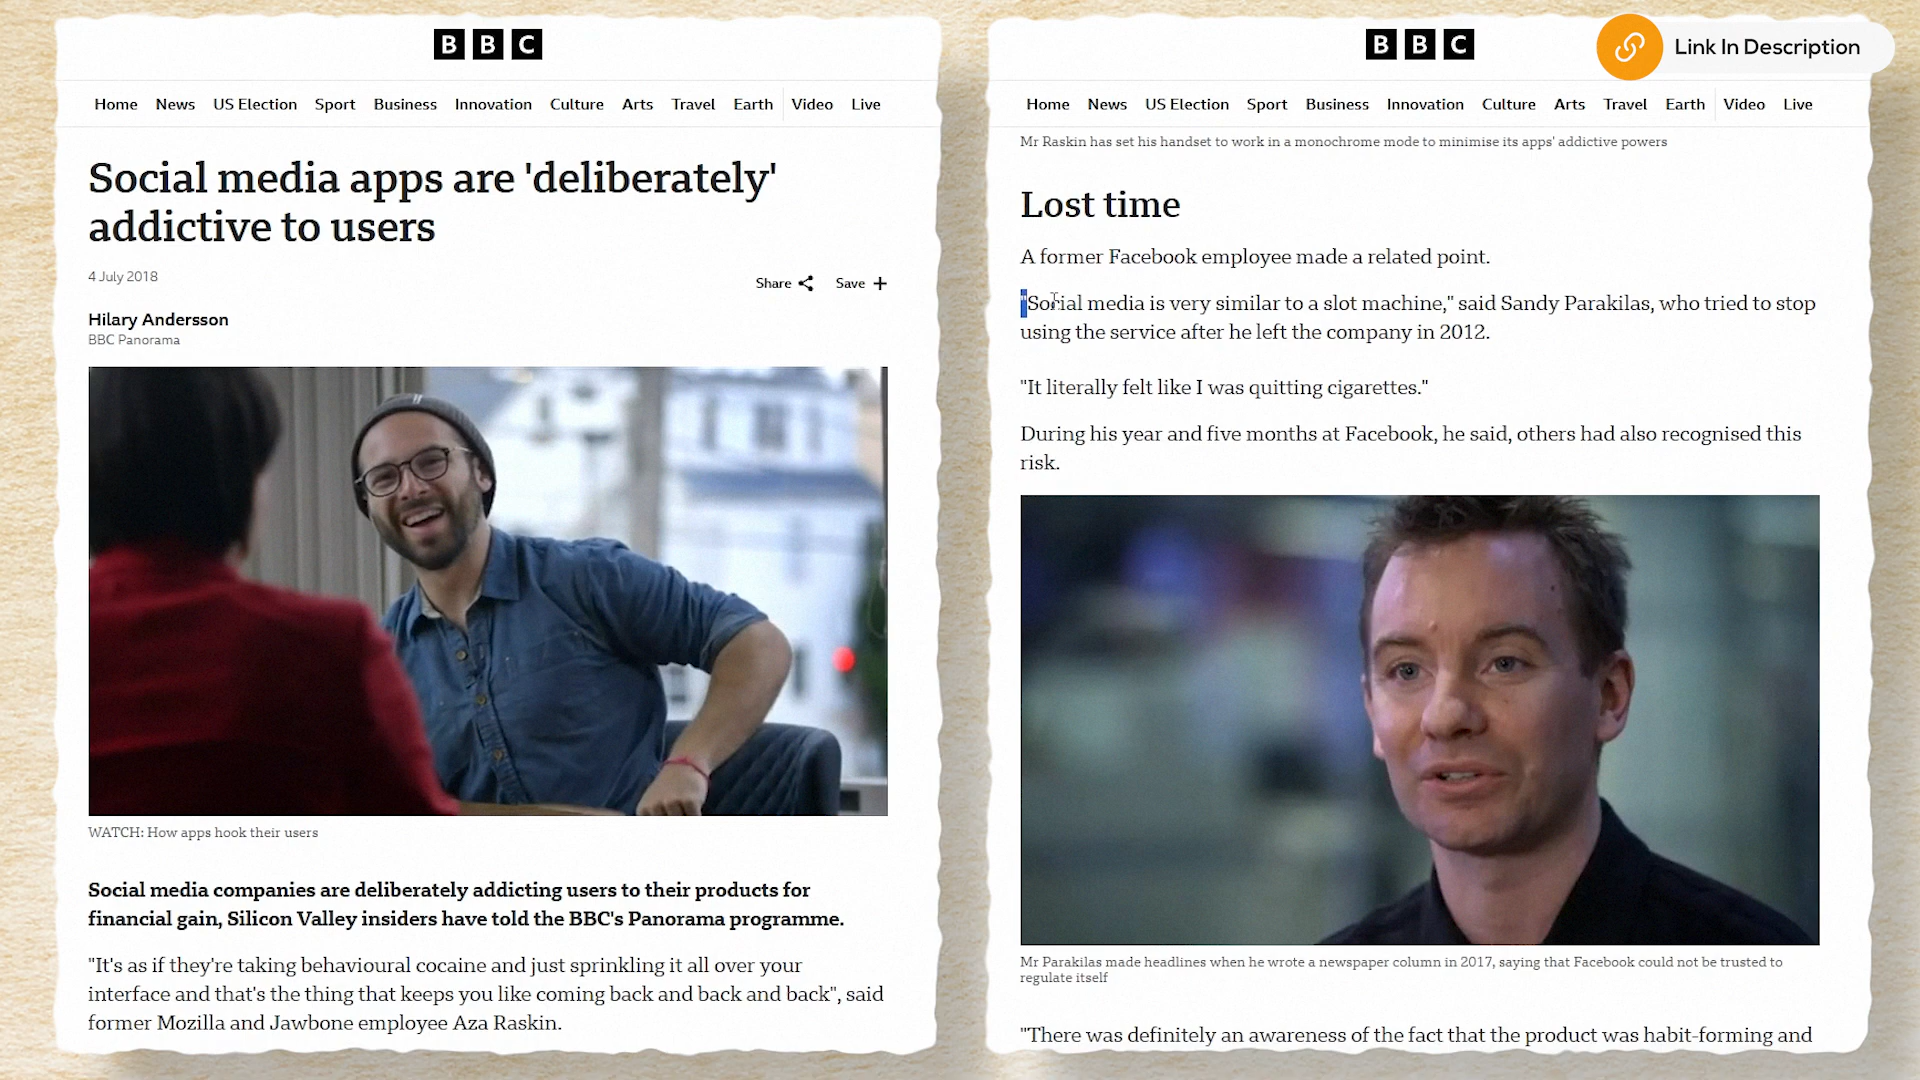 BBC
Home News US Election Sport Business Innovation Culture Arts Travel Earth Video Live
Social media apps are 'deliberately'
addictive to users
4 July 2018
Share Save
Hilary Andersson
BBC Panorama
WATCH: How apps hook their users
Social media companies are deliberately addicting users to their products for
financial gain, Silicon Valley insiders have told the BBC's Panorama programme.
"It's as if they're taking behavioural cocaine and just sprinkling it all over your
interface and that's the thing that keeps you like coming back and back and back", said
former Mozilla and Jawbone employee Aza Raskin.
BBC
Link In Description
Home News US Election Sport Business Innovation Culture Arts Travel Earth Video Live
Mr Raskin has set his handset to work in a monochrome mode to minimise its apps' addictive powers
Lost time
A former Facebook employee made a related point.
"Social media is very similar to a slot machine," said Sandy Parakilas, who tried to stop
using the service after he left the company in 2012.
"It literally felt like I was quitting cigarettes."
During his year and five months at Facebook, he said, others had also recognised this
risk.
Mr Parakilas made headlines when he wrote a newspaper column in 2017, saying that Facebook could not be trusted to
regulate itself
"There was definitely an awareness of the fact that the product was habit-forming and